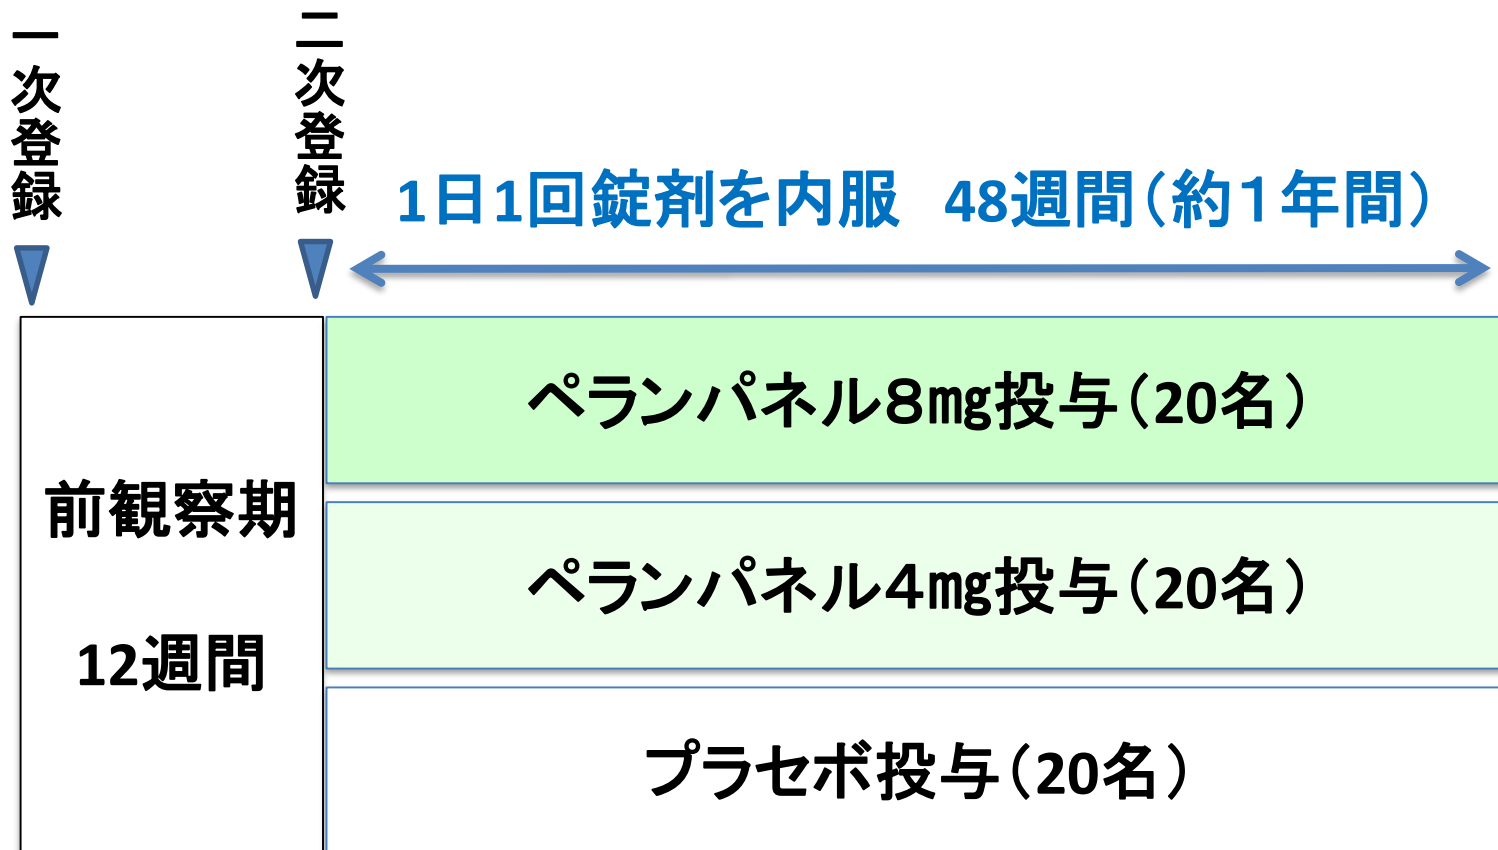 一次登録
二次登録
1日1回錠剤を内服　48週間（約１年間）
前観察期
12週間
ペランパネル８㎎投与（20名）
ペランパネル４㎎投与（20名）
プラセボ投与（20名）